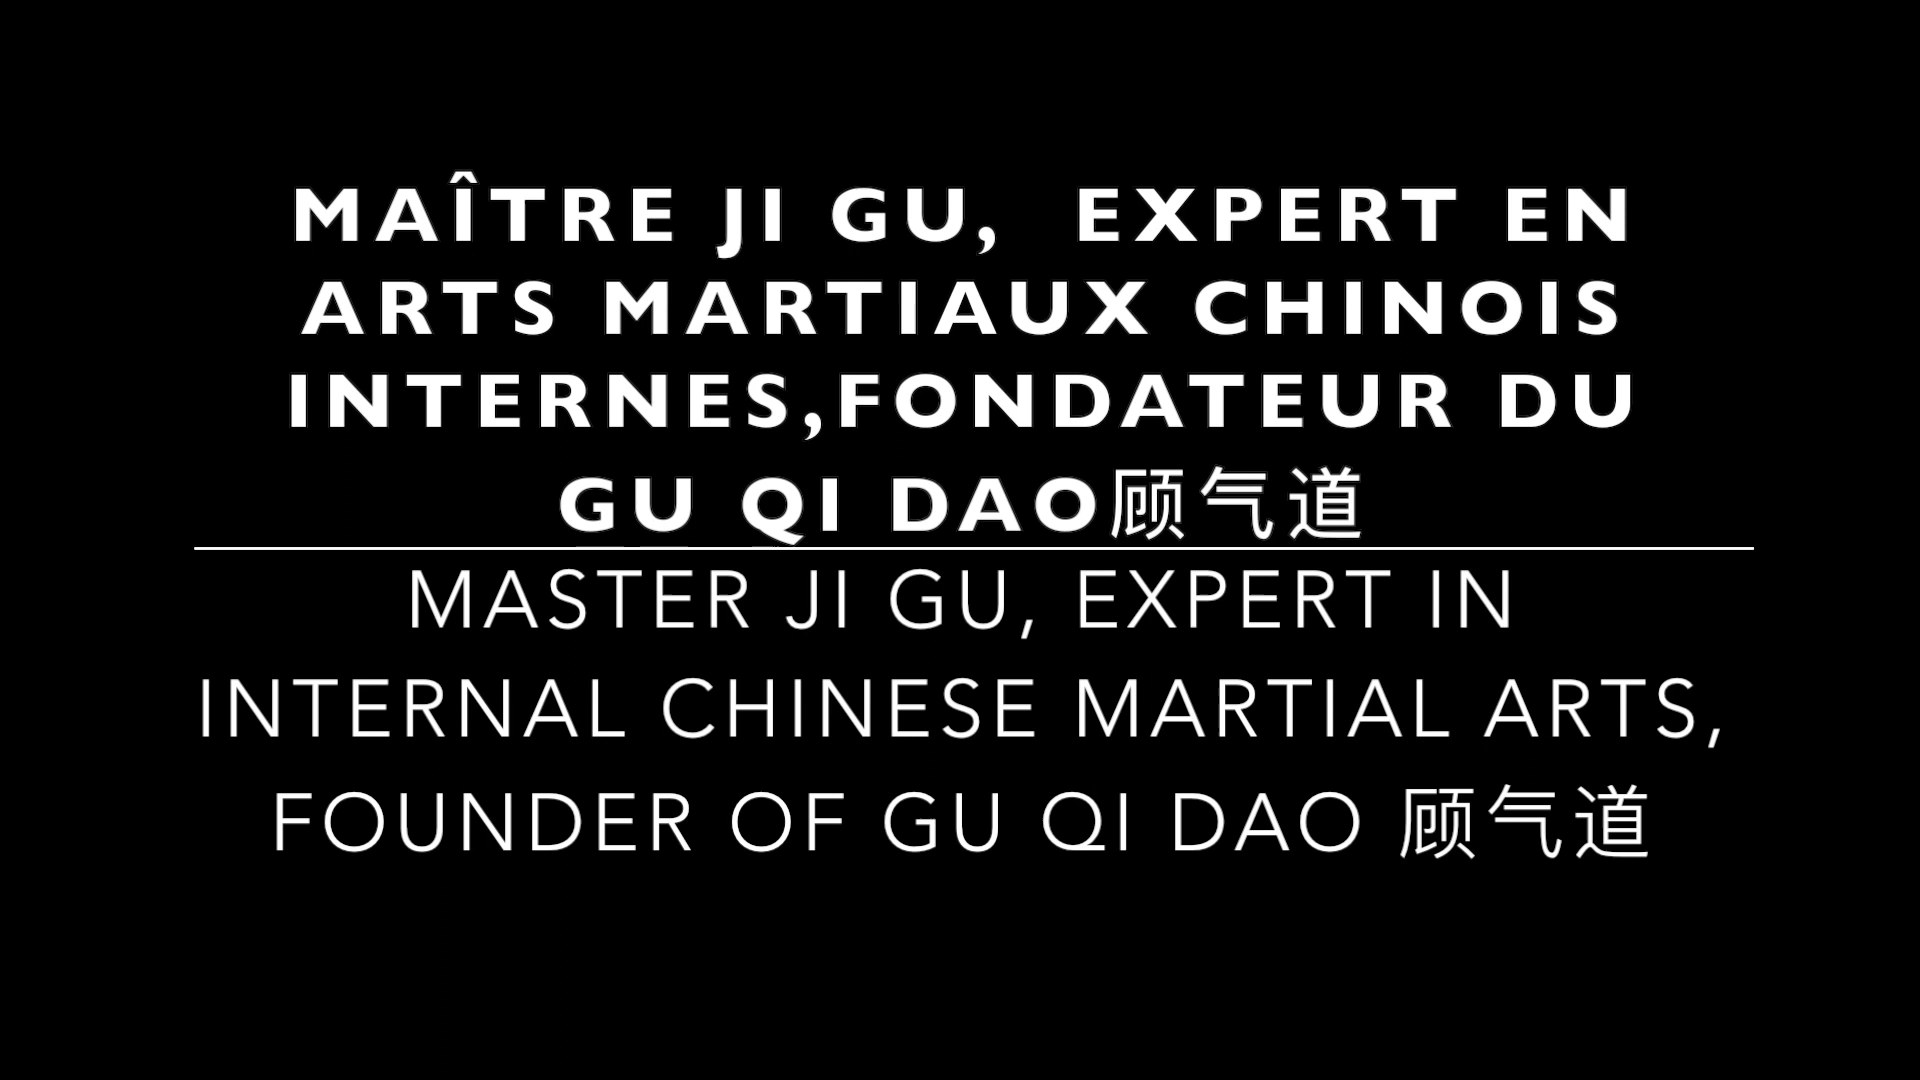 MAÎTRE JI GU, EXPERT EN
ARTS MARTIAUX CHINOIS
INTERNES,FONDATEUR DU
GU QI DAO顾气道
MASTER JI GU, EXPERT IN
INTERNAL CHINESE MARTIAL ARTS,
FOUNDER OF GU QI DAO 顾气道